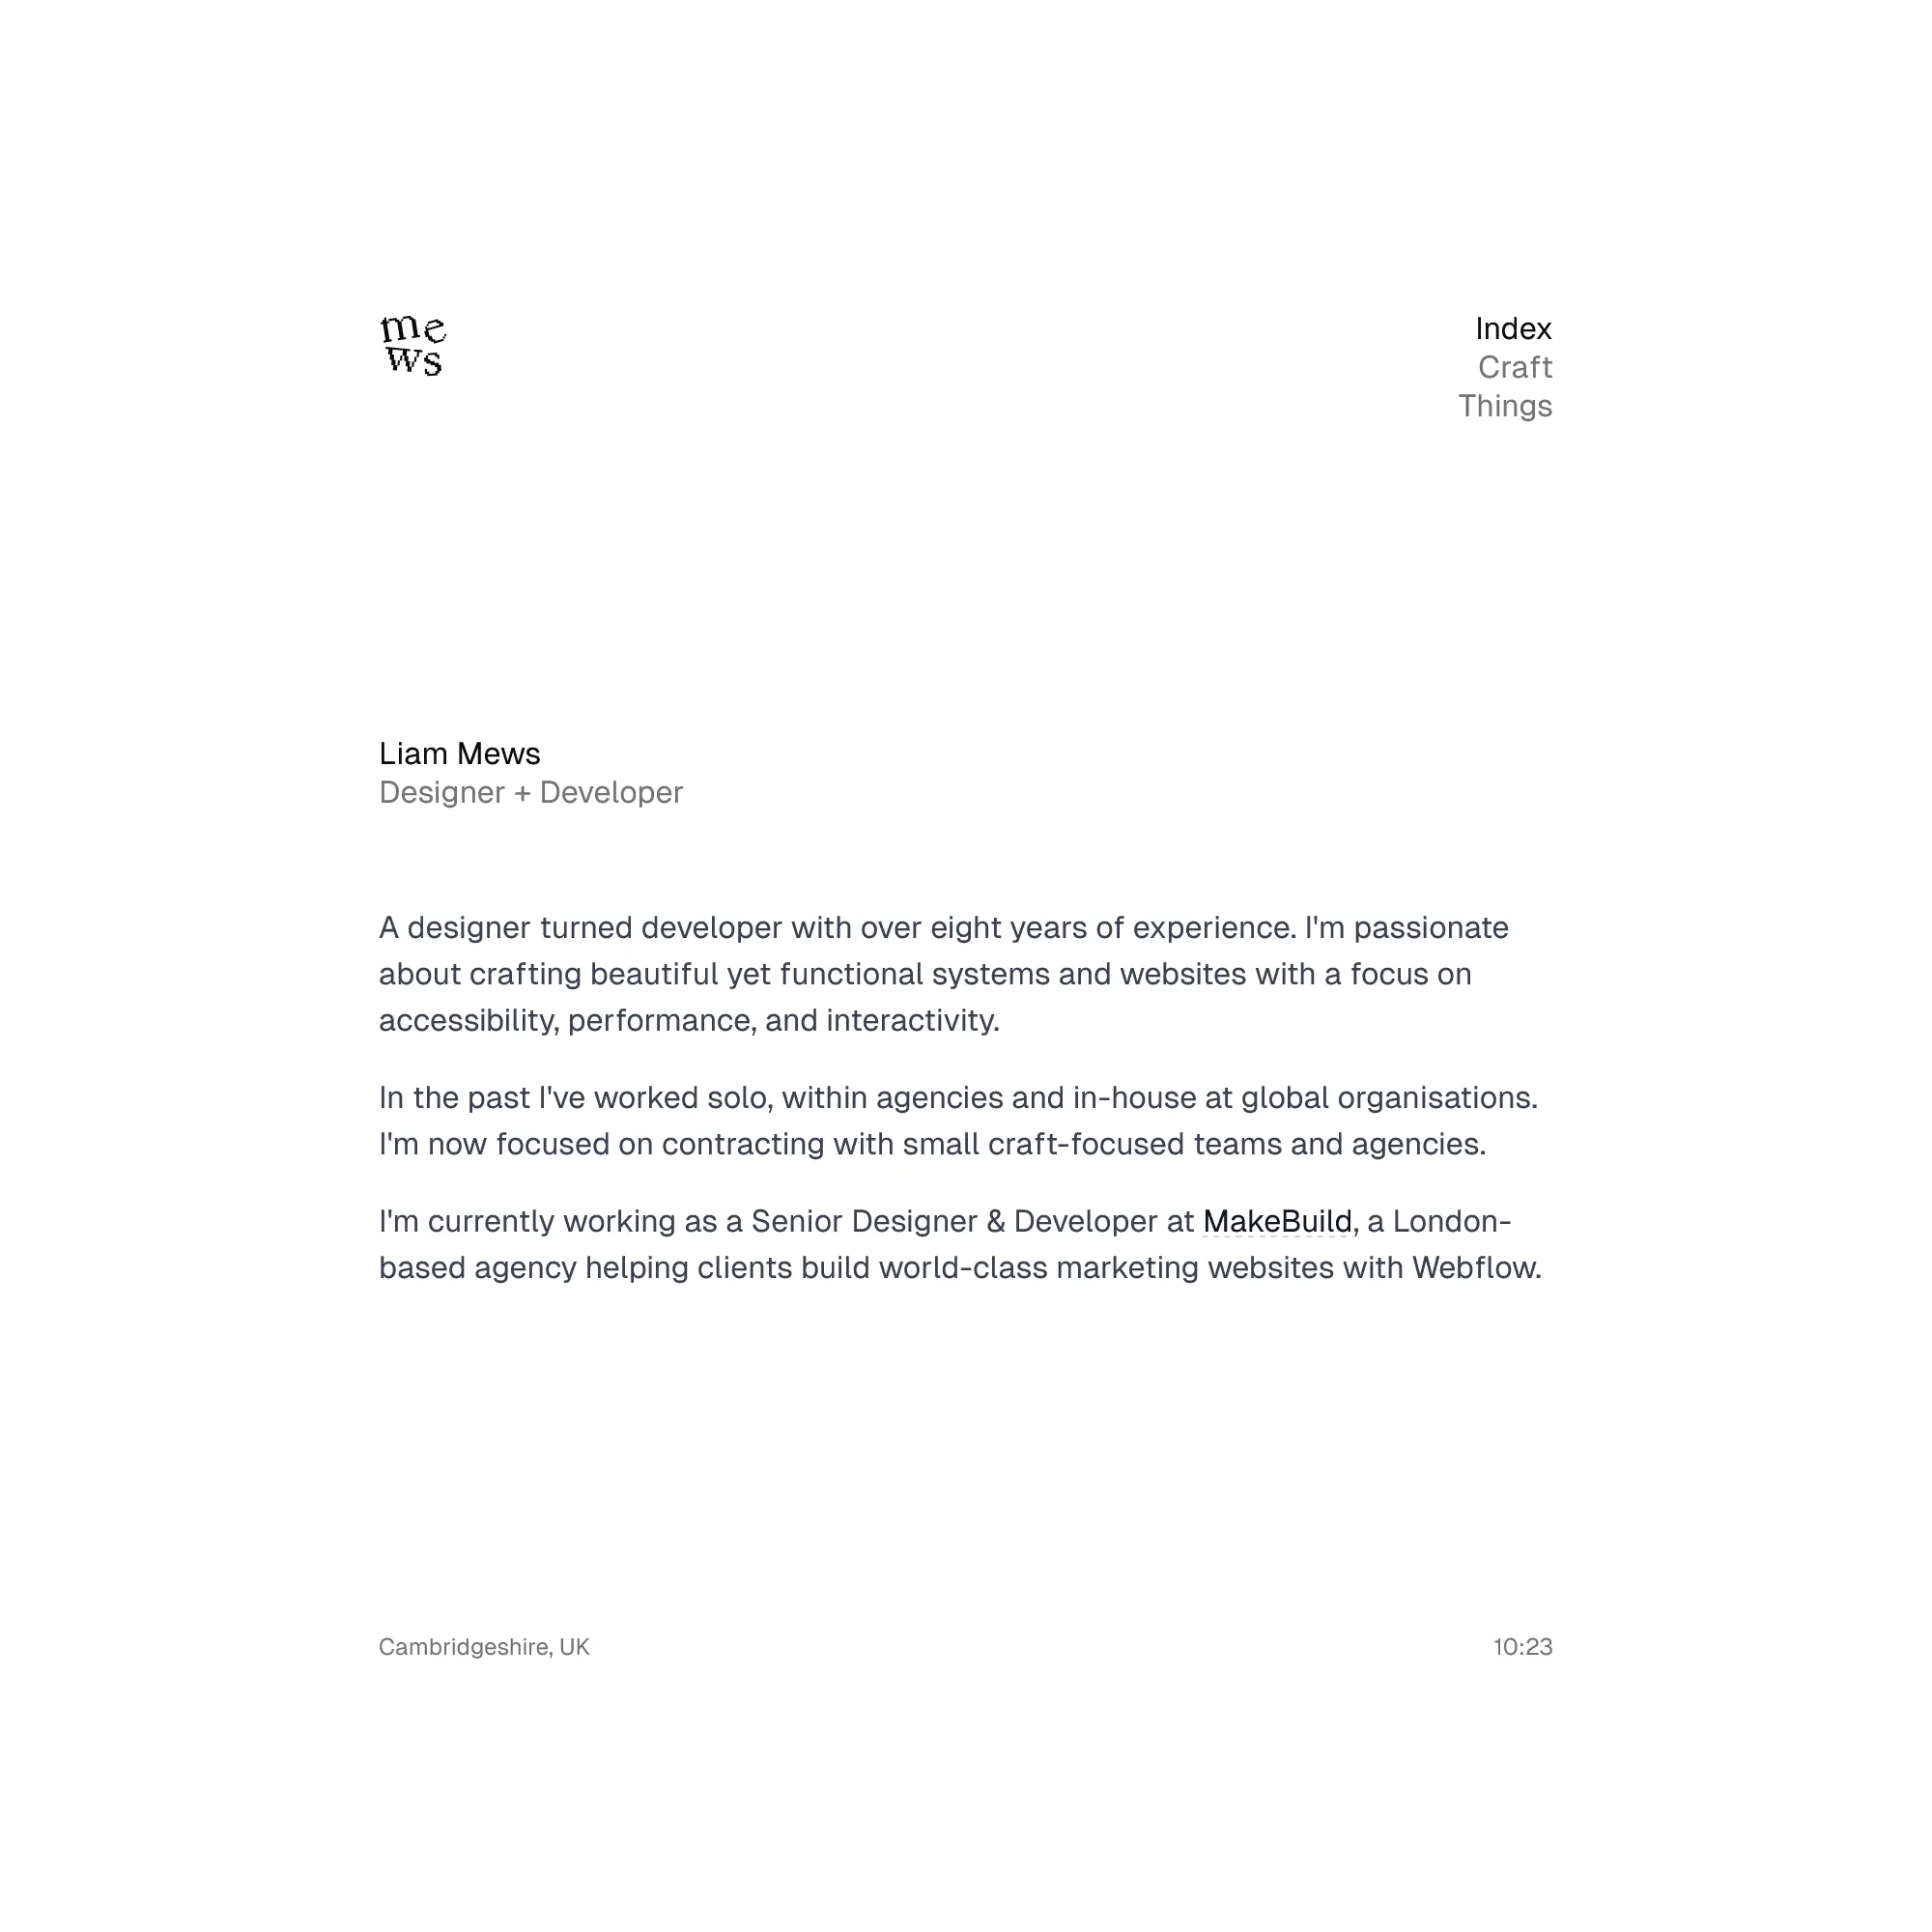 me
ws
Index
Craft
Things
Liam Mews
Designer + Developer
A designer turned developer with over eight years of experience. I'm passionate
about crafting beautiful yet functional systems and websites with a focus on
accessibility, performance, and interactivity.
In the past I've worked solo, within agencies and in-house at global organisations.
I'm now focused on contracting with small craft-focused teams and agencies.
I'm currently working as a Senior Designer & Developer at MakeBuild, a London-
based agency helping clients build world-class marketing websites with Webflow.
Cambridgeshire, UK
10:23